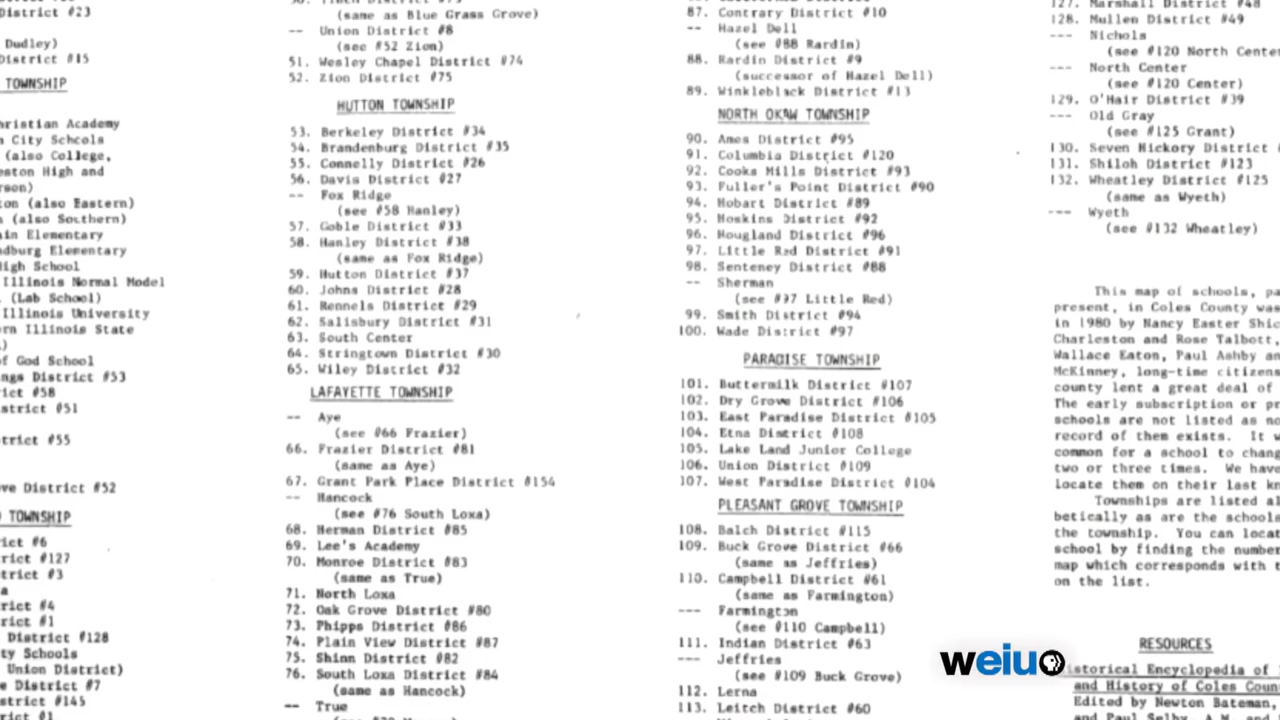 District #23
Dudley)
District #15
TOWNSHIP
Christian Academy
City Schools
(also College,
High and
(also Eastern)
(also Southern)
Elementary
Elementary
High School
Illinois Normal Model
(Lab School)
Illinois University
Illinois State
of God School
District #53
#58
#51
#55
District #52
TOWNSHIP
#6
#127
#3
#4
#1
District #128
Schools
Union District)
District #7
#145
#1
(same as Blue Grass Grove)
-- Union District #8
(see #52 Zion)
51. Wesley Chapel District #74
52. Zion District #75
HUTTON TOWNSHIP
53. Berkeley District #34
54. Brandenburg District #35
55. Connelly District #26
56. Davis District #27
-- Fox Ridge
(see #58 Hanley)
57. Goble District #33
58. Hanley District #38
(same as Fox Ridge)
59. Hutton District #37
60. Johns District #28
61. Rennels District #29
62. Salisbury District #31
63. South Center
64. Stringtown District #30
65. Wiley District #32
LAFAYETTE TOWNSHIP
-- Aye
(see #66 Frazier)
66. Frazier District #81
(same as Aye)
67. Grant Park Place District #154
-- Hancock
(see #76 South Loxa)
68. Herman District #85
69. Lee's Academy
70. Monroe District #83
(same as True)
71. North Loxa
72. Oak Grove District #80
73. Phipps District #86
74. Plain View District #87
75. Shinn District #82
76. South Loxa District #84
(same as Hancock)
-- True
87. Contrary District #10
-- Hazel Dell
(see #88 Rardin)
88. Rardin District #9
(successor of Hazel Dell)
89. Winkleblack District #13
NORTH OKAW TOWNSHIP
90. Ames District #95
91. Columbia District #120
92. Cooks Mills District #93
93. Fuller's Point District #90
94. Hobart District #89
95. Hoskins District #92
96. Hougland District #96
97. Little Red District #91
98. Senteney District #88
-- Sherman
(see #97 Little Red)
99. Smith District #94
100. Wade District #97
PARADISE TOWNSHIP
101. Buttermilk District #107
102. Dry Grove District #106
103. East Paradise District #105
104. Etna District #108
105. Lake Land Junior College
106. Union District #109
107. West Paradise District #104
PLEASANT GROVE TOWNSHIP
108. Balch District #115
109. Buck Grove District #66
(same as Jeffries)
110. Campbell District #61
(same as Farmington)
--- Farmington
(see #110 Campbell)
111. Indian District #63
--- Jeffries
(see #109 Buck Grove)
112. Lerna
113. Leitch District #60
127. Marshall District #48
128. Mullen District #49
--- Nichols
(see #120 North Center
--- North Center
(see #120 Center)
129. O'Hair District #39
--- Old Gray
(see #125 Grant)
130. Seven Hickory District
131. Shiloh District #123
132. Wheatley District #125
(same as Wyeth)
--- Wyeth
(see #132 Wheatley)
This map of schools,
present, in Coles County was
in 1980 by Nancy Easter
Charleston and Rose Talbott,
Wallace Eaton, Paul Ashby and
McKinney, long-time citizens
county lent a great deal of
The early subscription or
schools are not listed as no
record of them exists. It
common for a school to
two or three times. We have
locate them on their last
Townships are listed
betically as are the schools
the township. You can
school by finding the number
map which corresponds with
on the list.
RESOURCES
Historical Encyclopedia of
and History of Coles
Edited by Newton Bateman,
and Paul Selby, A.M.
weiu